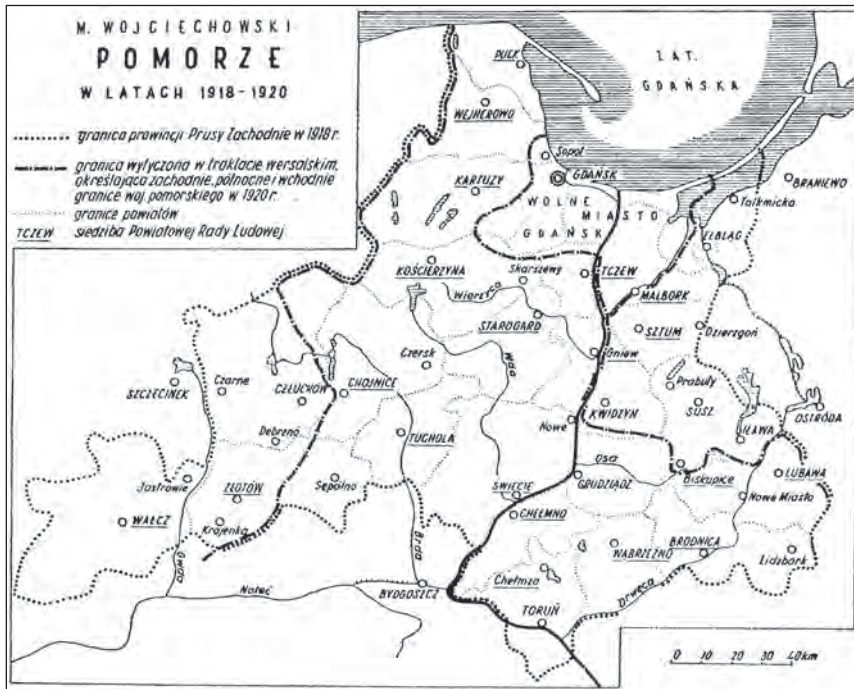 M. WOJCIECHOWSKI
POMORZE
W LATACH 1918-1920
granica prowincji Prusy Zachodnie w 1918 r.
granica wytyczona w traktacie wersalskim,
określająca zachodnie, północne i wschodnie
granice woj. pomorskiego w 1920 r.
granice powiatów
TCZEW siedziba Powiatowej Rady Ludowej
PUCK
ZAT.
GDAŃSKA
WEJHEROWO
Sopot
GDAŃSK
BRANIEWO
KARTUZY
WOLNE
MIASTO
GDAŃSK
Tolkmicko
ELBLĄG
KOŚCIERZYNA
Skarszewy
TCZEW
Wierzyca
MALBORK
STAROGARD
SZTUM
Dzierzgoń
Gniew
Czersk
Wda
SZCZECINEK
Czarne
CZŁUCHÓW
CHOJNICE
Prabuty
SUSZ
KWIDZYN
OSTRÓDA
IŁAWA
Debrzno
TUCHOLA
Nowe
Osa
Biskupice
LUBAWA
Jastrowie
ZŁOTÓW
Sępólno
ŚWIECIE
GRUDZIĄDZ
Nowe Miasto
WAŁCZ
Krajenka
CHEŁMNO
Gwda
Brda
WĄBRZEŹNO
BRODNICA
Lidzbark
Chełmża
Noteć
BYDGOSZCZ
Drwęca
TORUŃ
0 10 20 30 40 km